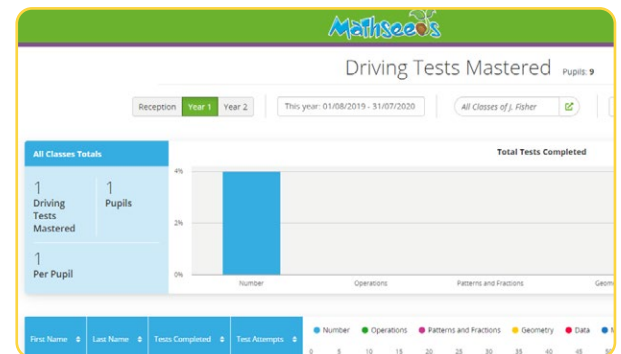 Mathseeds
Driving Tests Mastered Pupils: 9
Reception Year 1 Year 2 This year: 01/08/2019 - 31/07/2020 All Classes of J. Fisher
All Classes Totals
Total Tests Completed
1 1
Driving Tests Mastered Pupils
1
Per Pupil
4%
2%
0%
Number Operations Patterns and Fractions Geom
First Name Last Name Tests Completed Test Attempts
Number Operations Patterns and Fractions Geometry Data M
0 5 10 15 20 25 30 35 40 45 50